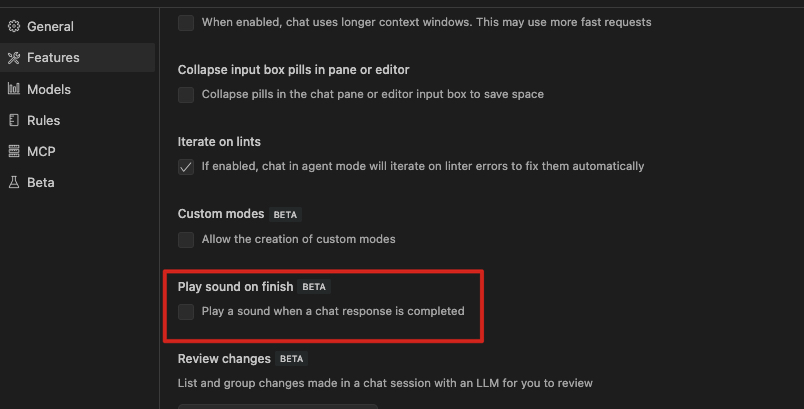 General
Features
Models
Rules
MCP
Beta
When enabled, chat uses longer context windows. This may use more fast requests
Collapse input box pills in pane or editor
Collapse pills in the chat pane or editor input box to save space
Iterate on lints
If enabled, chat in agent mode will iterate on linter errors to fix them automatically
Custom modes BETA
Allow the creation of custom modes
Play sound on finish BETA
Play a sound when a chat response is completed
Review changes BETA
List and group changes made in a chat session with an LLM for you to review